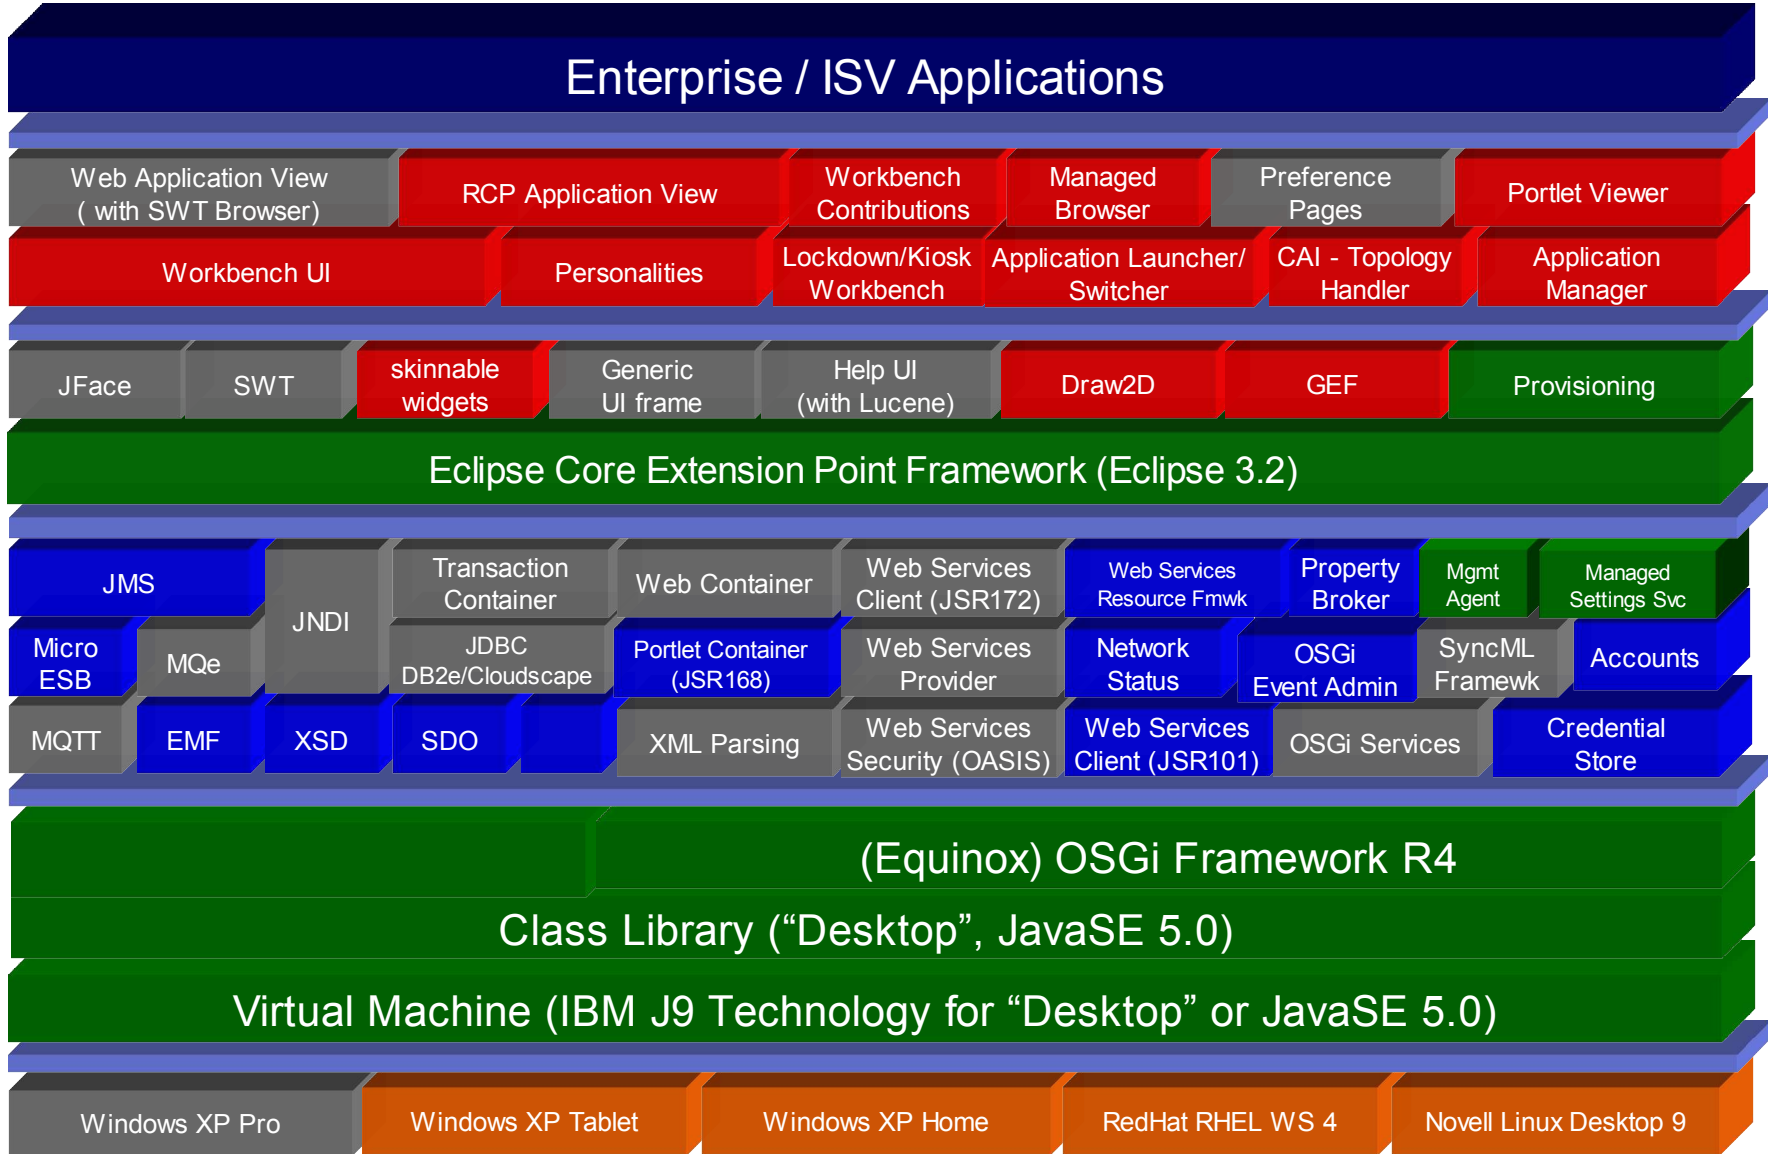 Enterprise / ISV Applications
Web Application View
( with SWT Browser)
RCP Application View
Workbench
Contributions
Managed
Browser
Preference
Pages
Portlet Viewer
Workbench UI
Personalities
Lockdown/Kiosk
Workbench
Application Launcher/
Switcher
CAI - Topology
Handler
Application
Manager
JFace
SWT
skinnable
widgets
Generic
UI frame
Help UI
(with Lucene)
Draw2D
GEF
Provisioning
Eclipse Core Extension Point Framework (Eclipse 3.2)
JMS
JNDI
Transaction
Container
Web Container
Web Services
Client (JSR172)
Web Services
Resource Fmwk
Property
Broker
Mgmt
Agent
Managed
Settings Svc
Micro
ESB
MQe
JDBC
DB2e/Cloudscape
Portlet Container
(JSR168)
Web Services
Provider
Network
Status
OSGi
Event Admin
SyncML
Framewk
Accounts
MQTT
EMF
XSD
SDO
XML Parsing
Web Services
Security (OASIS)
Web Services
Client (JSR101)
OSGi Services
Credential
Store
(Equinox) OSGi Framework R4
Class Library (“Desktop”, JavaSE 5.0)
Virtual Machine (IBM J9 Technology for “Desktop” or JavaSE 5.0)
Windows XP Pro
Windows XP Tablet
Windows XP Home
RedHat RHEL WS 4
Novell Linux Desktop 9